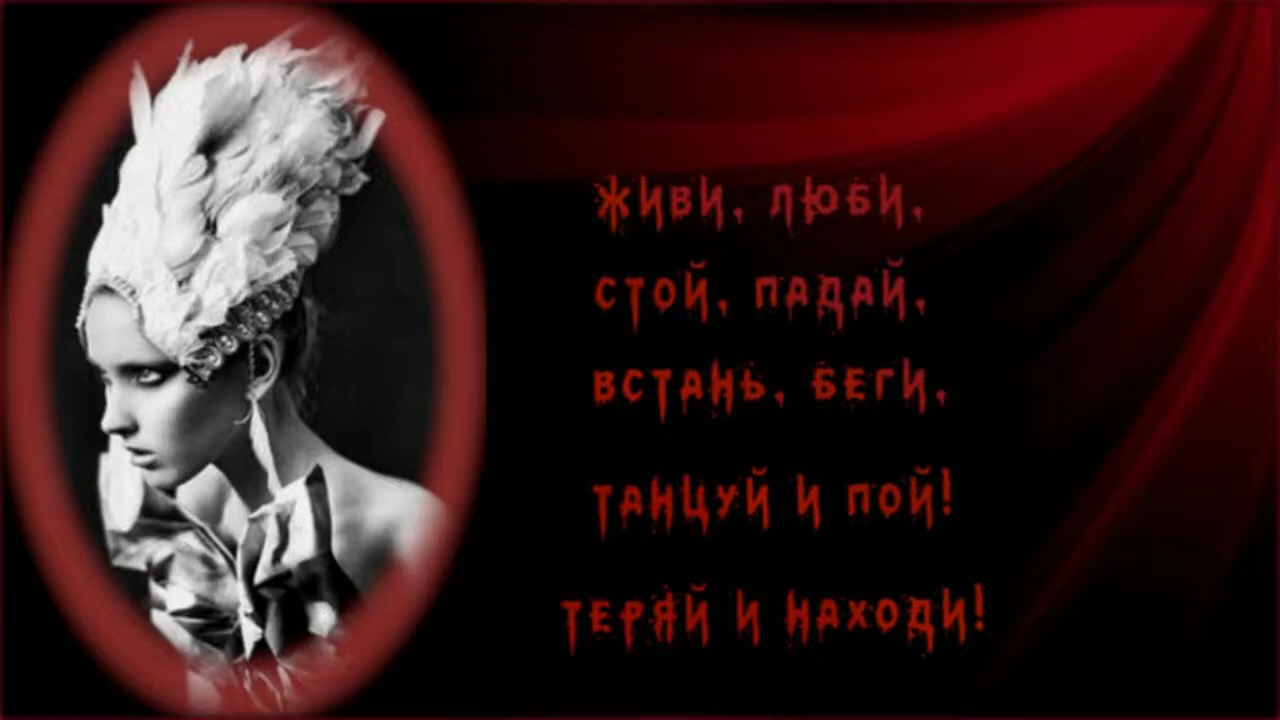 ЖИВИ, ЛЮБИ,
СТОЙ, ПАДАЙ,
ВСТАНЬ, БЕГИ,
ТАНЦУЙ И ПОЙ!
ТЕРЯЙ И НАХОДИ!